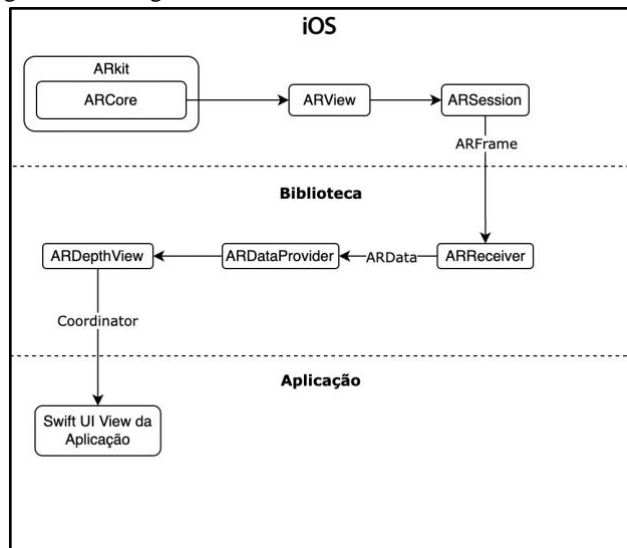 iOS
ARkit
ARCore
ARView
ARSession
ARFrame
Biblioteca
ARDepthView
ARDataProvider
ARData
ARReceiver
Coordinator
Aplicação
Swift UI View da
Aplicação